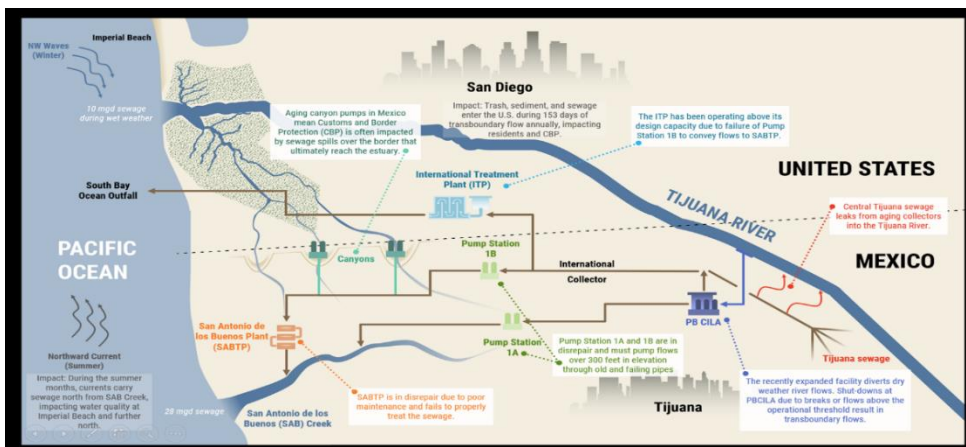 Imperial Beach
NW Waves
(Winter)
10 mgd sewage
during wet weather
San Diego
Impact: Trash, sediment, and sewage
enter the U.S. during 153 days of
transboundary flow annually, impacting
residents and CBP.
Aging canyon pumps in Mexico
mean Customs and Border
Protection (CBP) is often impacted
by sewage spills over the border that
ultimately reach the estuary.
The ITP has been operating above its
design capacity due to failure of Pump
Station 1B to convey flows to SABTP.
UNITED STATES
International Treatment
Plant (ITP)
South Bay
Ocean Outfall
TIJUANA RIVER
Central Tijuana sewage
leaks from aging collectors
into the Tijuana River.
PACIFIC
OCEAN
Canyons
Pump Station
1B
International
Collector
MEXICO
Northward Current
(Summer)
Impact: During the summer
months, currents carry
sewage north from SAB Creek,
impacting water quality at
Imperial Beach and further
north.
San Antonio de
los Buenos Plant
(SABTP)
Pump Station
1A
PB CILA
Pump Station 1A and 1B are in
disrepair and must pump flows
over 300 feet in elevation
through old and failing pipes
Tijuana sewage
SABTP is in disrepair due to poor
maintenance and fails to properly
treat the sewage.
The recently expanded facility diverts dry
weather river flows. Shut-downs at
PBCILA due to breaks or flows above the
operational threshold result in
transboundary flows.
28 mgd sewage
San Antonio de los
Buenos (SAB) Creek
Tijuana